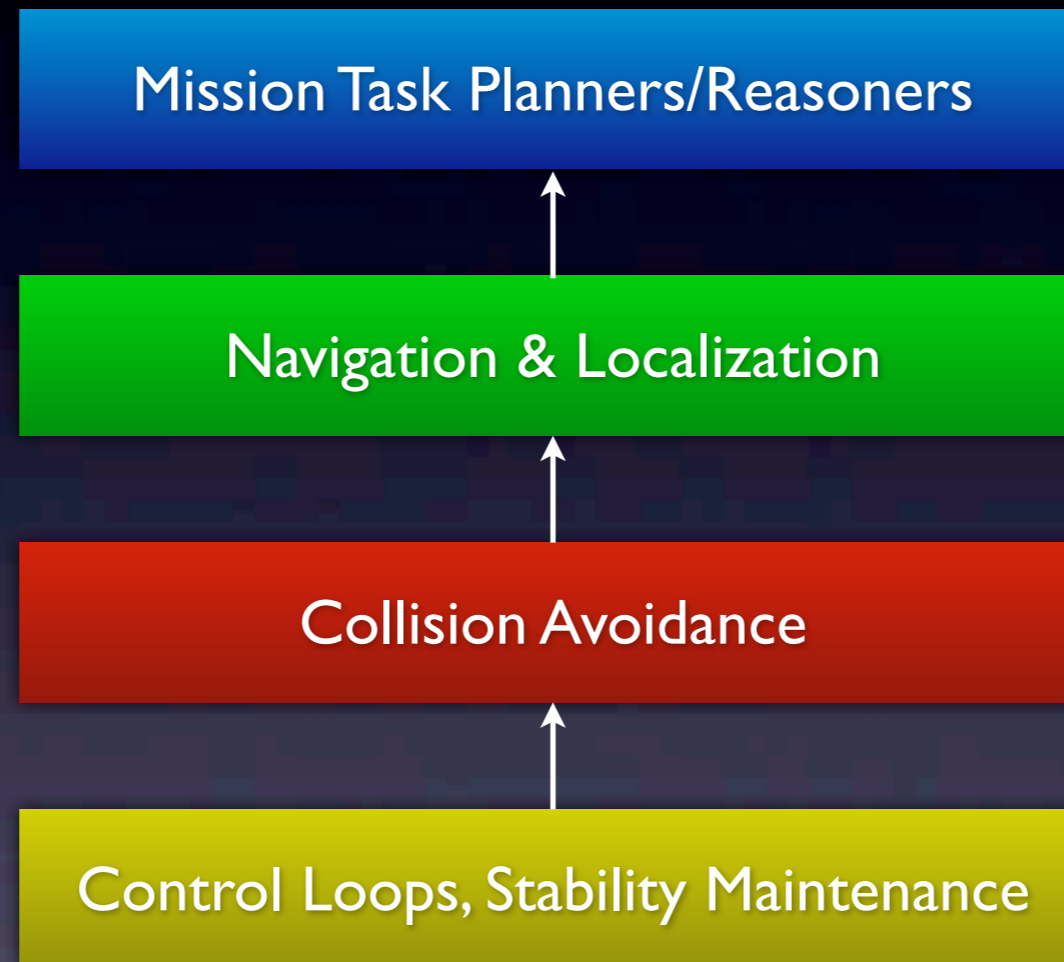 Mission Task Planners/Reasoners
Navigation & Localization
Collision Avoidance
Control Loops, Stability Maintenance